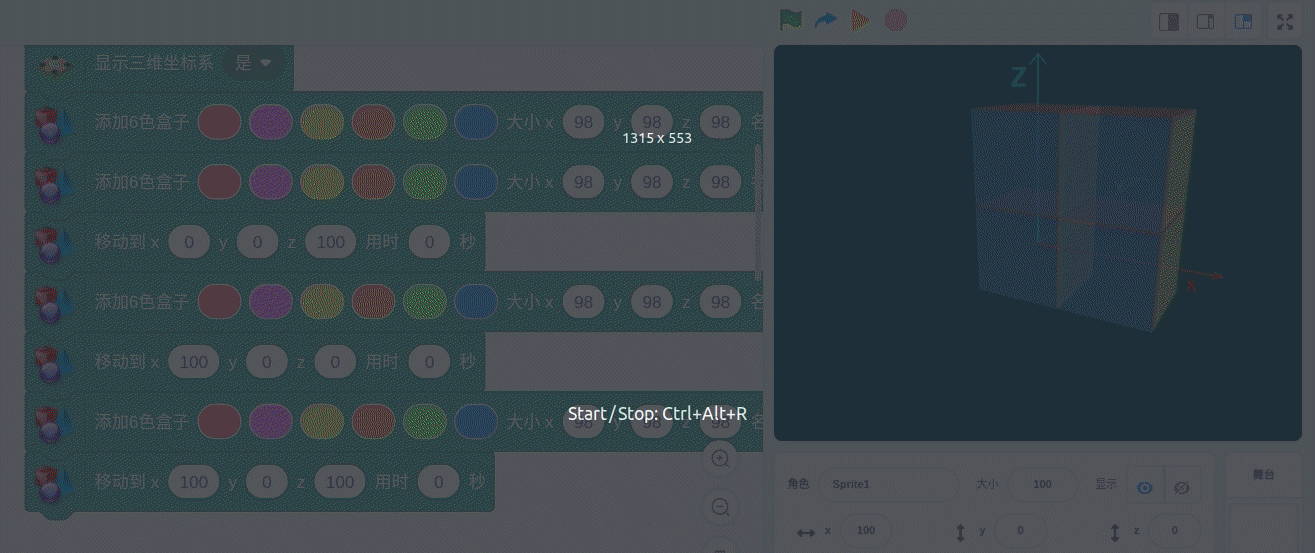 显示三维坐标系 是
添加6色盒子 大小 x 98 y 98 z 98 名
1315 x 553
添加6色盒子 大小 x 98 y 98 z 98 名
移动到 x 0 y 0 z 100 用时 0 秒
添加6色盒子 大小 x 98 y 98 z 98 名
移动到 x 100 y 0 z 0 用时 0 秒
添加6色盒子 大小 x 98 y 98 z 98 名
Start/Stop: Ctrl+Alt+R
移动到 x 100 y 0 z 100 用时 0 秒
Z
X
角色 Sprite1 大小 100 显示
x 100 y 0 z 0
舞台